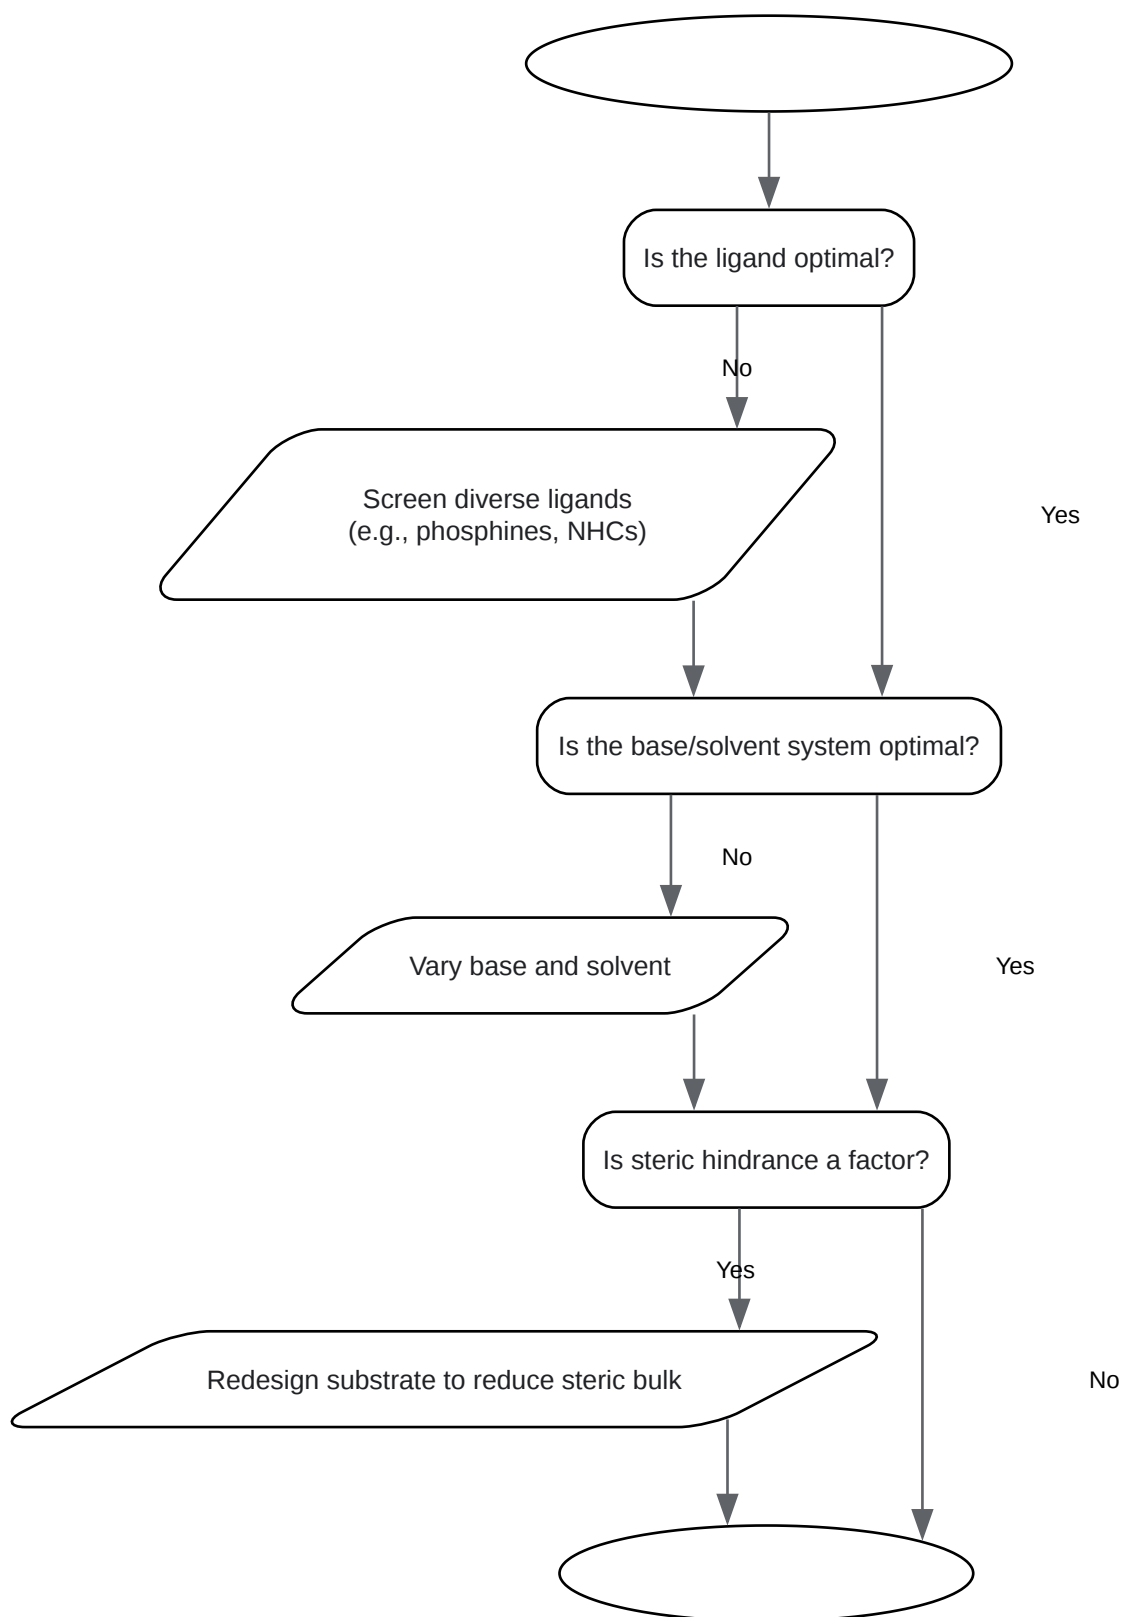 Is the ligand optimal?
No
Screen diverse ligands
(e.g., phosphines, NHCs)
Yes
Is the base/solvent system optimal?
No
Vary base and solvent
Yes
Is steric hindrance a factor?
Yes
Redesign substrate to reduce steric bulk
No